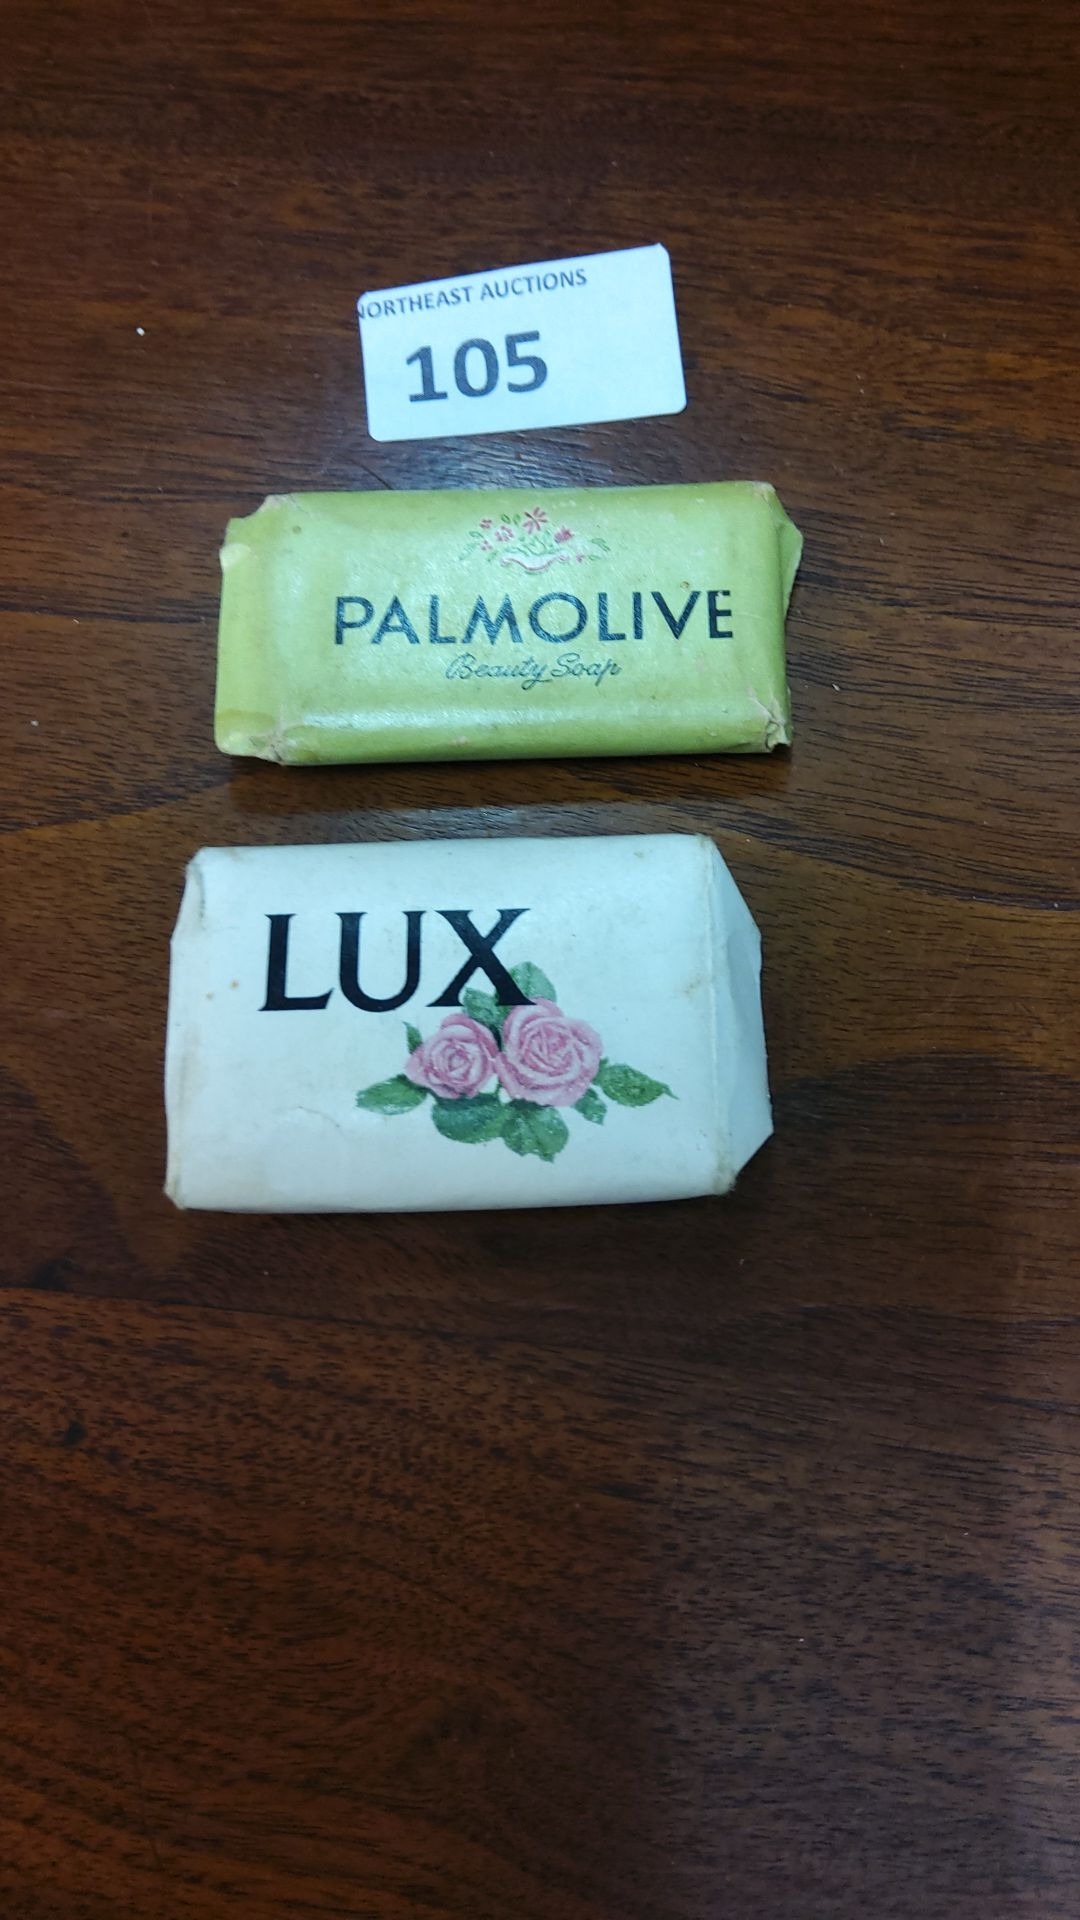 NORTHEAST AUCTIONS
105
PALMOLIVE
Beauty Soap
LUX